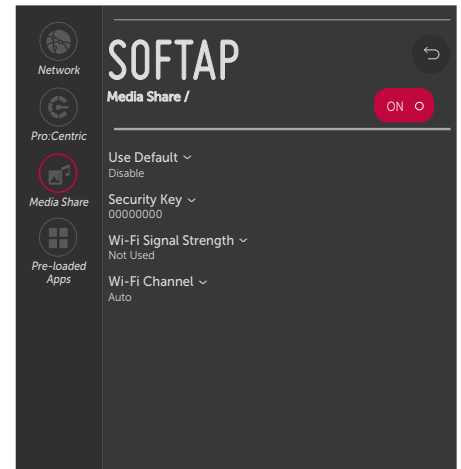 Network
Pro:Centric
Media Share
Pre-loaded
Apps
SOFTAP
Media Share /
ON
Use Default
Disable
Security Key
00000000
Wi-Fi Signal Strength
Not Used
Wi-Fi Channel
Auto